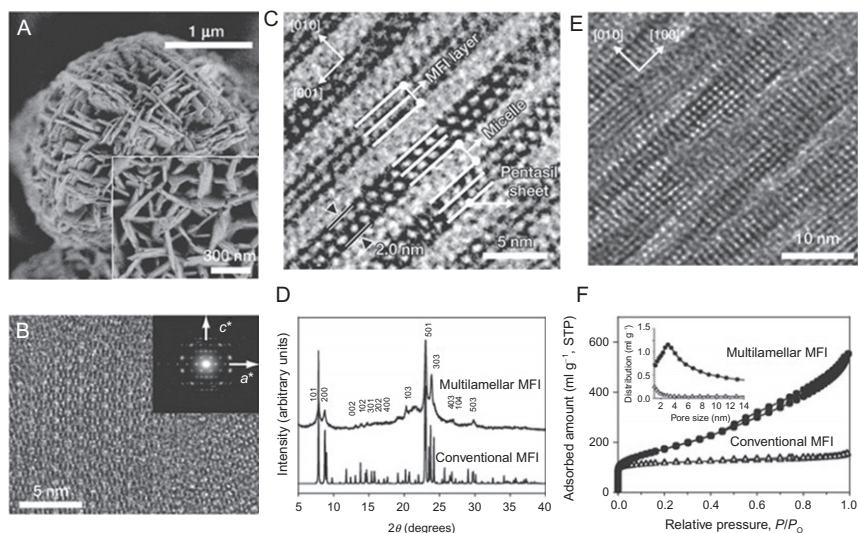 A
1 μm
300 nm
C
[010]
[001]
MFI layer
Micelle
Pentasil
sheet
2.0 nm
5 nm
E
[010]
[100]
10 nm
B
c*
a*
5 nm
D
Intensity (arbitrary units)
501
303
101
200
002
102
301
202
400
103
403
104
503
Multilamellar MFI
Conventional MFI
5
10
15
20
25
30
35
40
2θ (degrees)
F
Adsorbed amount (ml g⁻¹, STP)
600
400
200
0
Distribution (ml g⁻¹)
1.5
1.0
0.5
0.0
2 4 6 8 10 12 14
Pore size (nm)
Multilamellar MFI
Conventional MFI
0.0
0.2
0.4
0.6
0.8
1.0
Relative pressure, P/P₀